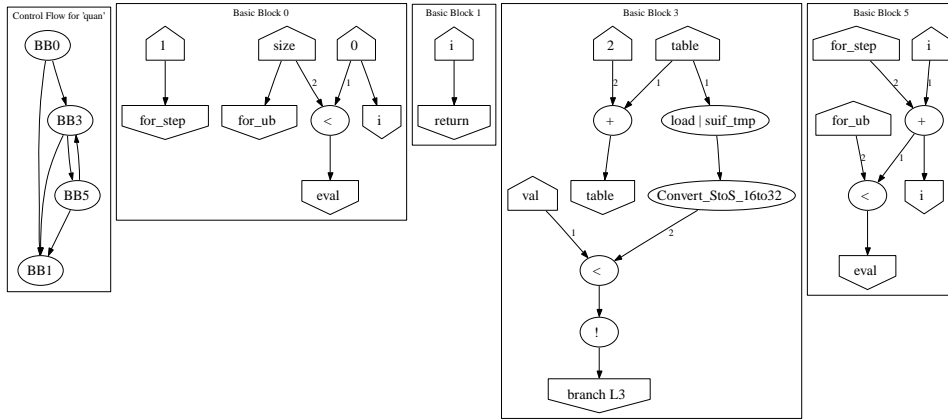 Control Flow for 'quan'
BB0
BB3
BB5
BB1
Basic Block 0
1
size
0
2
1
for_step
for_ub
<
i
eval
Basic Block 1
i
return
Basic Block 3
2
table
2
1
1
+
load | suif_tmp
val
table
Convert_StoS_16to32
1
2
<
!
branch L3
Basic Block 5
for_step
i
2
1
for_ub
+
2
1
<
i
eval